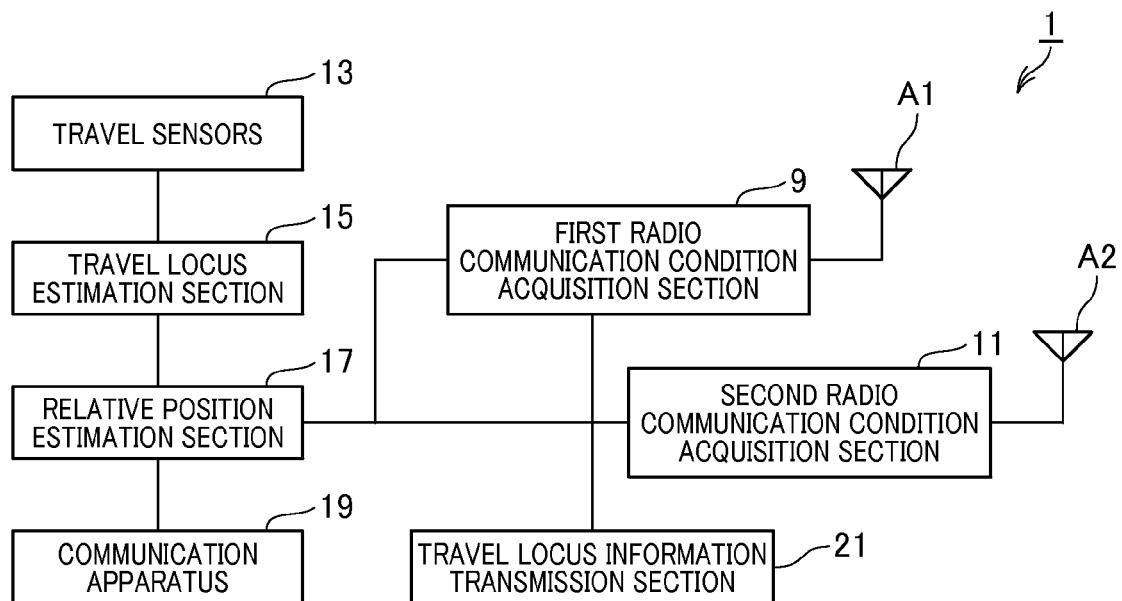 1
13
TRAVEL SENSORS
A1
9
FIRST RADIO
COMMUNICATION CONDITION
ACQUISITION SECTION
15
TRAVEL LOCUS
ESTIMATION SECTION
A2
11
SECOND RADIO
COMMUNICATION CONDITION
ACQUISITION SECTION
17
RELATIVE POSITION
ESTIMATION SECTION
19
COMMUNICATION
APPARATUS
21
TRAVEL LOCUS INFORMATION
TRANSMISSION SECTION